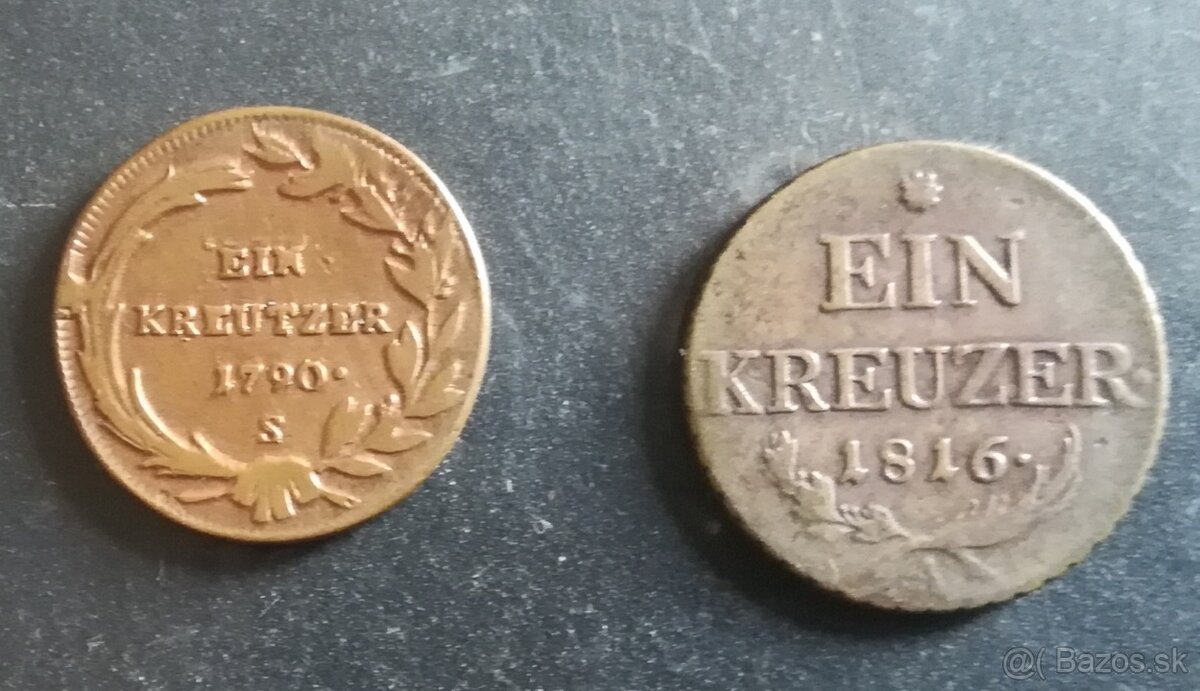 EIN
KREUTZER
1790.
S
EIN
KREUZER.
1816.
@( Bazos.sk